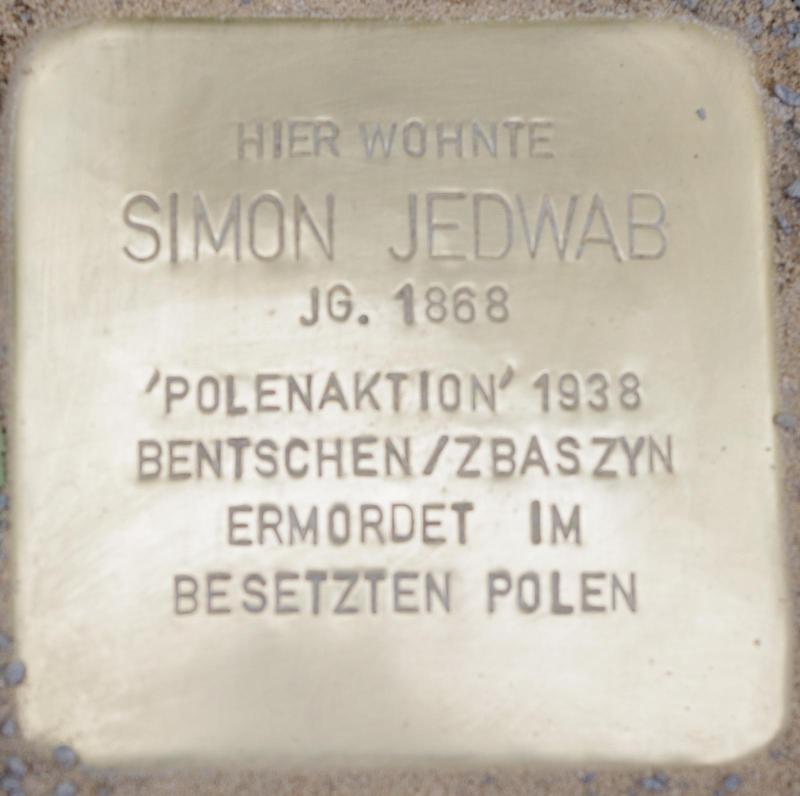 HIER WOHNTE
SIMON JEDWAB
JG. 1868
'POLENAKTION' 1938
BENTSCHEN/ZBASZYN
ERMORDET IM
BESETZTEN POLEN